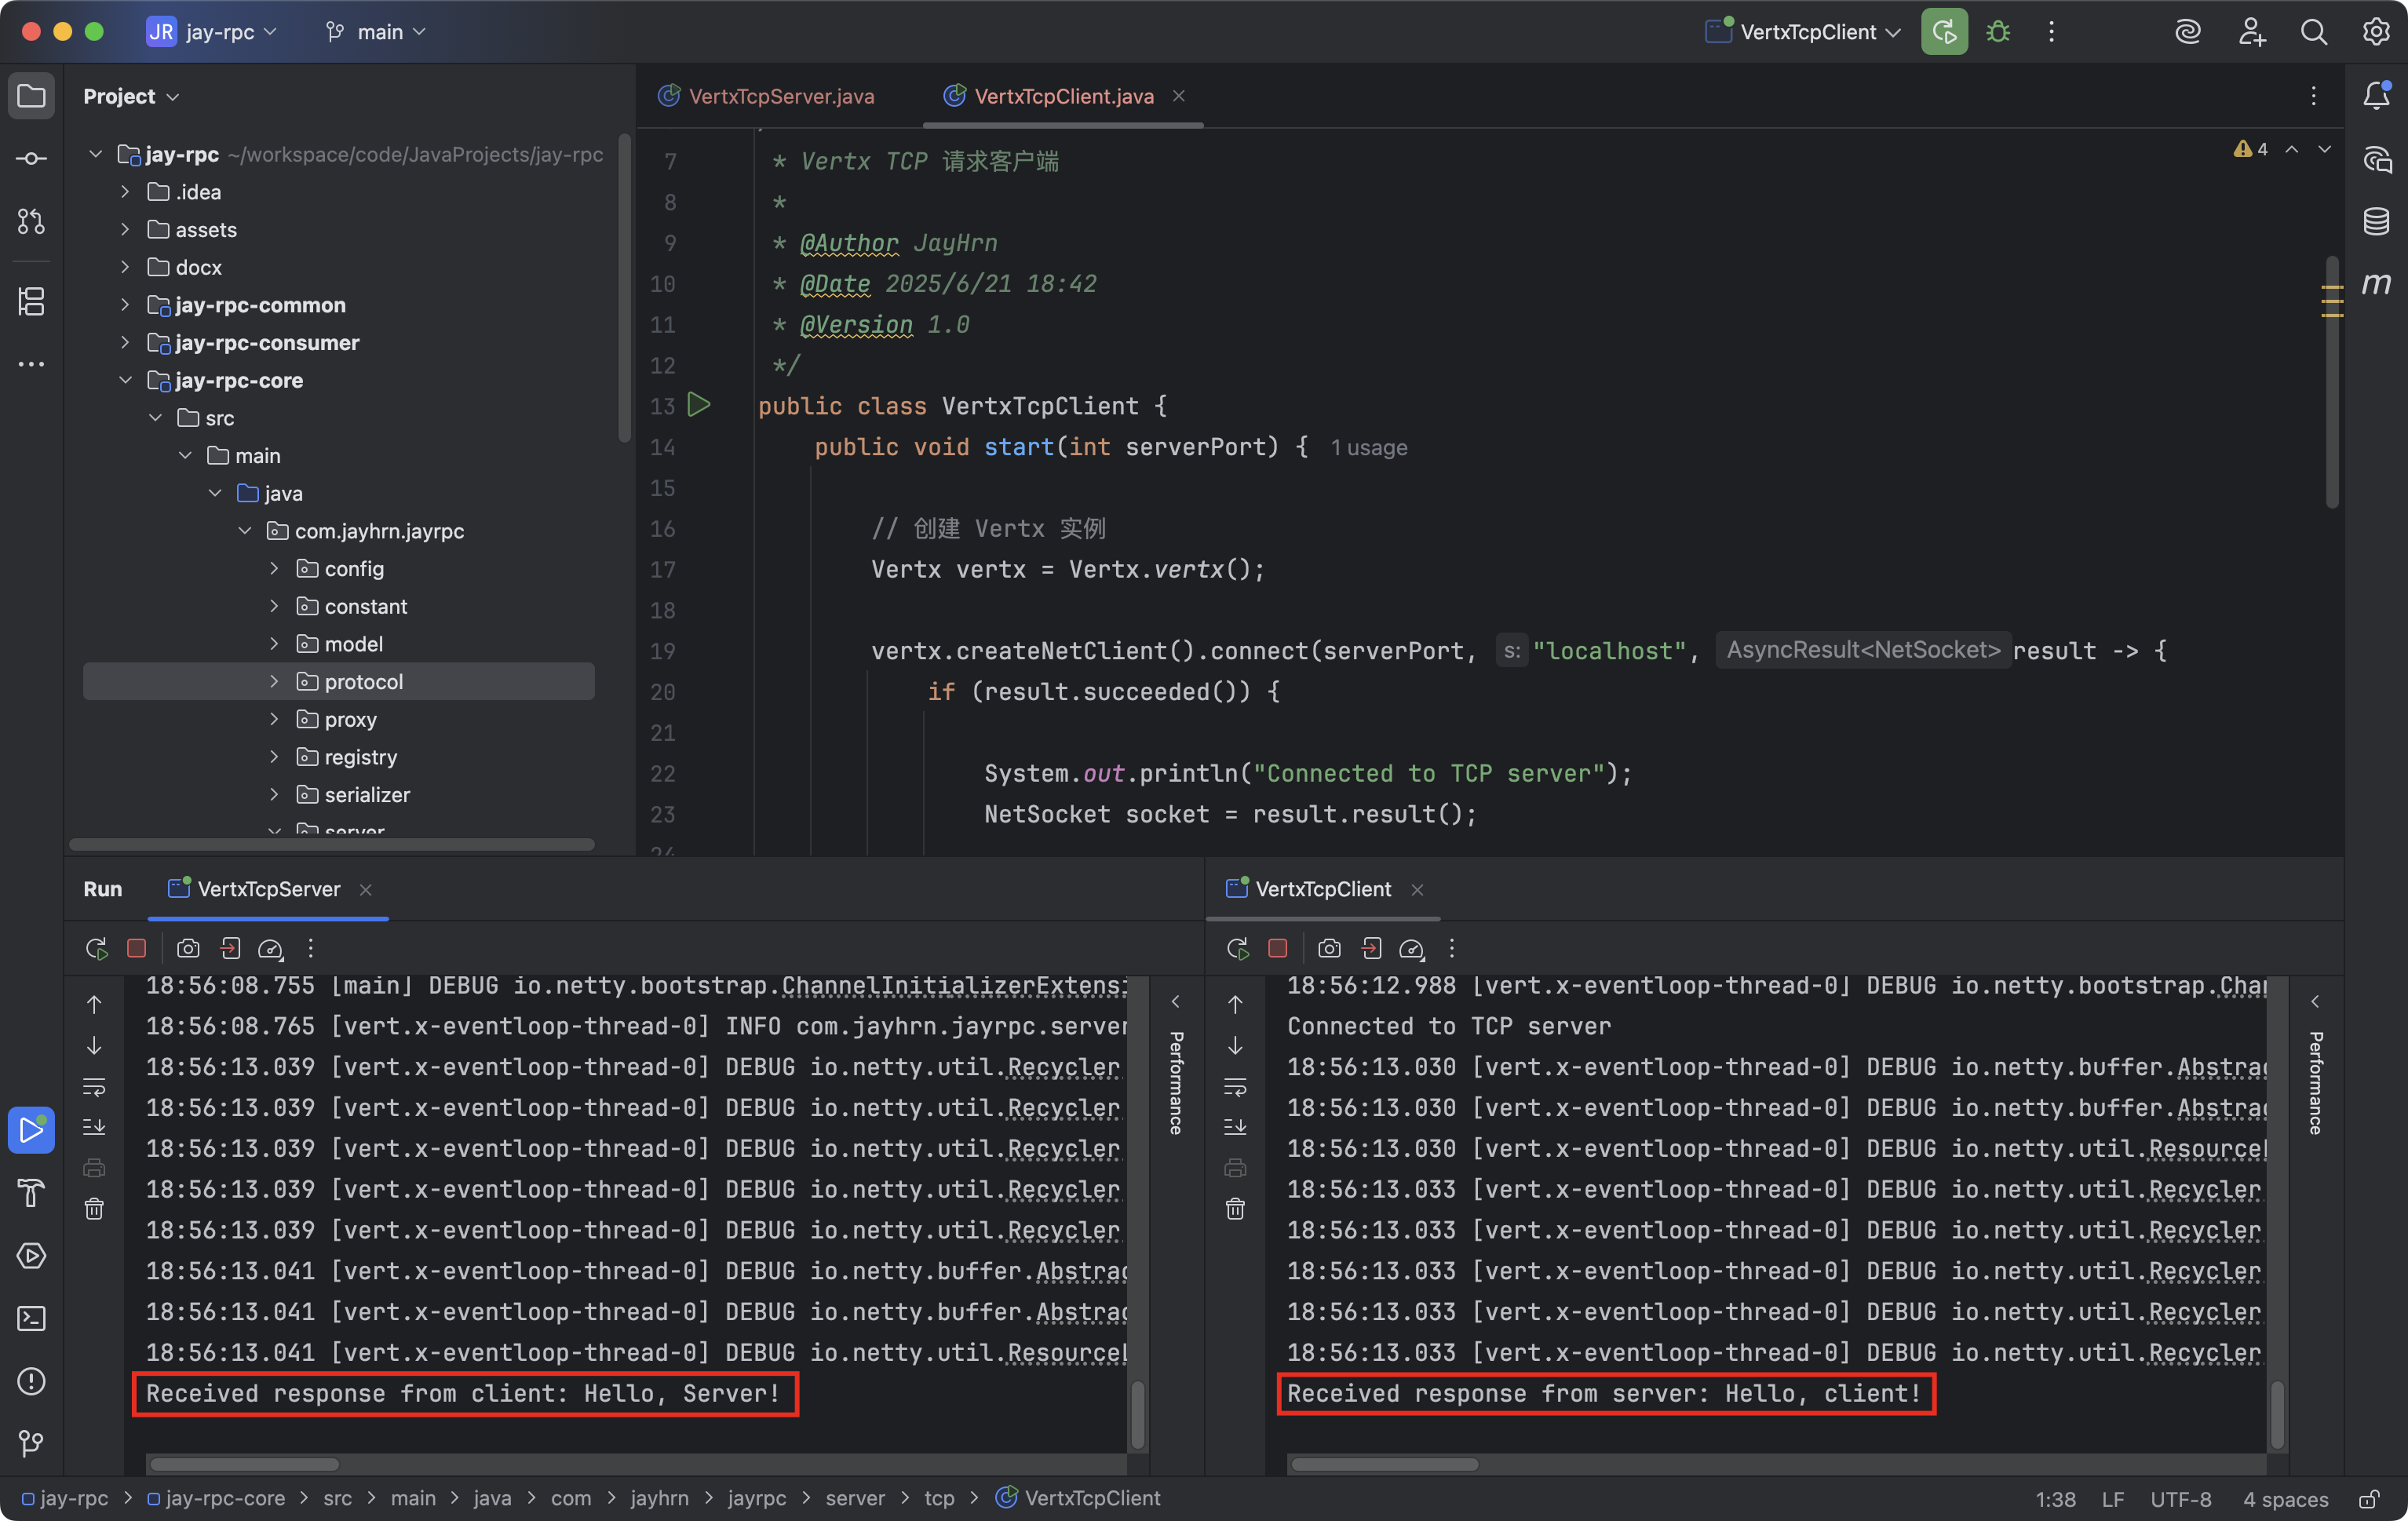 JR jay-rpc
main
VertxTcpClient
Project
jay-rpc ~/workspace/code/JavaProjects/jay-rpc
.idea
assets
docx
jay-rpc-common
jay-rpc-consumer
jay-rpc-core
src
main
java
com.jayhrn.jayrpc
config
constant
model
protocol
proxy
registry
serializer
server
VertxTcpServer.java
VertxTcpClient.java
4
7 * Vertx TCP 请求客户端
8 *
9 * @Author JayHrn
10 * @Date 2025/6/21 18:42
11 * @Version 1.0
12 */
13 public class VertxTcpClient {
14 public void start(int serverPort) { 1 usage
15
16 // 创建 Vertx 实例
17 Vertx vertx = Vertx.vertx();
18
19 vertx.createNetClient().connect(serverPort, s: "localhost", AsyncResult<NetSocket> result -> {
20 if (result.succeeded()) {
21
22 System.out.println("Connected to TCP server");
23 NetSocket socket = result.result();
24
Run
VertxTcpServer
18:56:08.755 [main] DEBUG io.netty.bootstrap.ChannelInitializerExtensi
18:56:08.765 [vert.x-eventloop-thread-0] INFO com.jayhrn.jayrpc.server
18:56:13.039 [vert.x-eventloop-thread-0] DEBUG io.netty.util.Recycler
18:56:13.039 [vert.x-eventloop-thread-0] DEBUG io.netty.util.Recycler
18:56:13.039 [vert.x-eventloop-thread-0] DEBUG io.netty.util.Recycler
18:56:13.039 [vert.x-eventloop-thread-0] DEBUG io.netty.util.Recycler
18:56:13.039 [vert.x-eventloop-thread-0] DEBUG io.netty.util.Recycler
18:56:13.041 [vert.x-eventloop-thread-0] DEBUG io.netty.buffer.Abstrac
18:56:13.041 [vert.x-eventloop-thread-0] DEBUG io.netty.buffer.Abstrac
18:56:13.041 [vert.x-eventloop-thread-0] DEBUG io.netty.util.ResourceL
Received response from client: Hello, Server!
Performance
VertxTcpClient
18:56:12.988 [vert.x-eventloop-thread-0] DEBUG io.netty.bootstrap.Chan
Connected to TCP server
18:56:13.030 [vert.x-eventloop-thread-0] DEBUG io.netty.buffer.Abstrac
18:56:13.030 [vert.x-eventloop-thread-0] DEBUG io.netty.buffer.Abstrac
18:56:13.030 [vert.x-eventloop-thread-0] DEBUG io.netty.util.ResourceL
18:56:13.033 [vert.x-eventloop-thread-0] DEBUG io.netty.util.Recycler
18:56:13.033 [vert.x-eventloop-thread-0] DEBUG io.netty.util.Recycler
18:56:13.033 [vert.x-eventloop-thread-0] DEBUG io.netty.util.Recycler
18:56:13.033 [vert.x-eventloop-thread-0] DEBUG io.netty.util.Recycler
18:56:13.033 [vert.x-eventloop-thread-0] DEBUG io.netty.util.Recycler
Received response from server: Hello, client!
Performance
jay-rpc > jay-rpc-core > src > main > java > com > jayhrn > jayrpc > server > tcp > VertxTcpClient
1:38 LF UTF-8 4 spaces